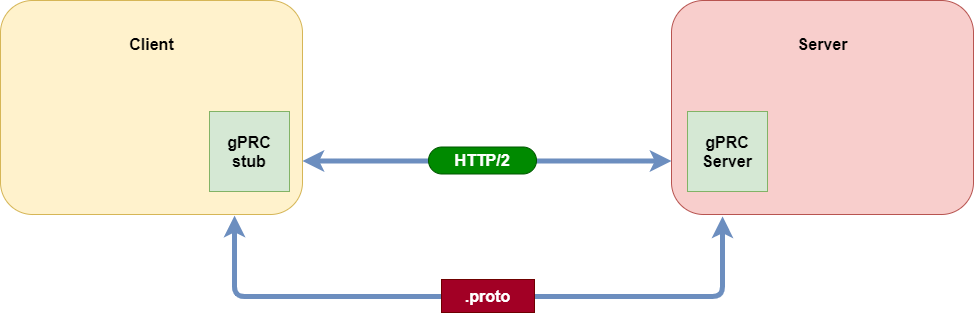 Client
Server
gPRC
stub
HTTP/2
gPRC
Server
.proto